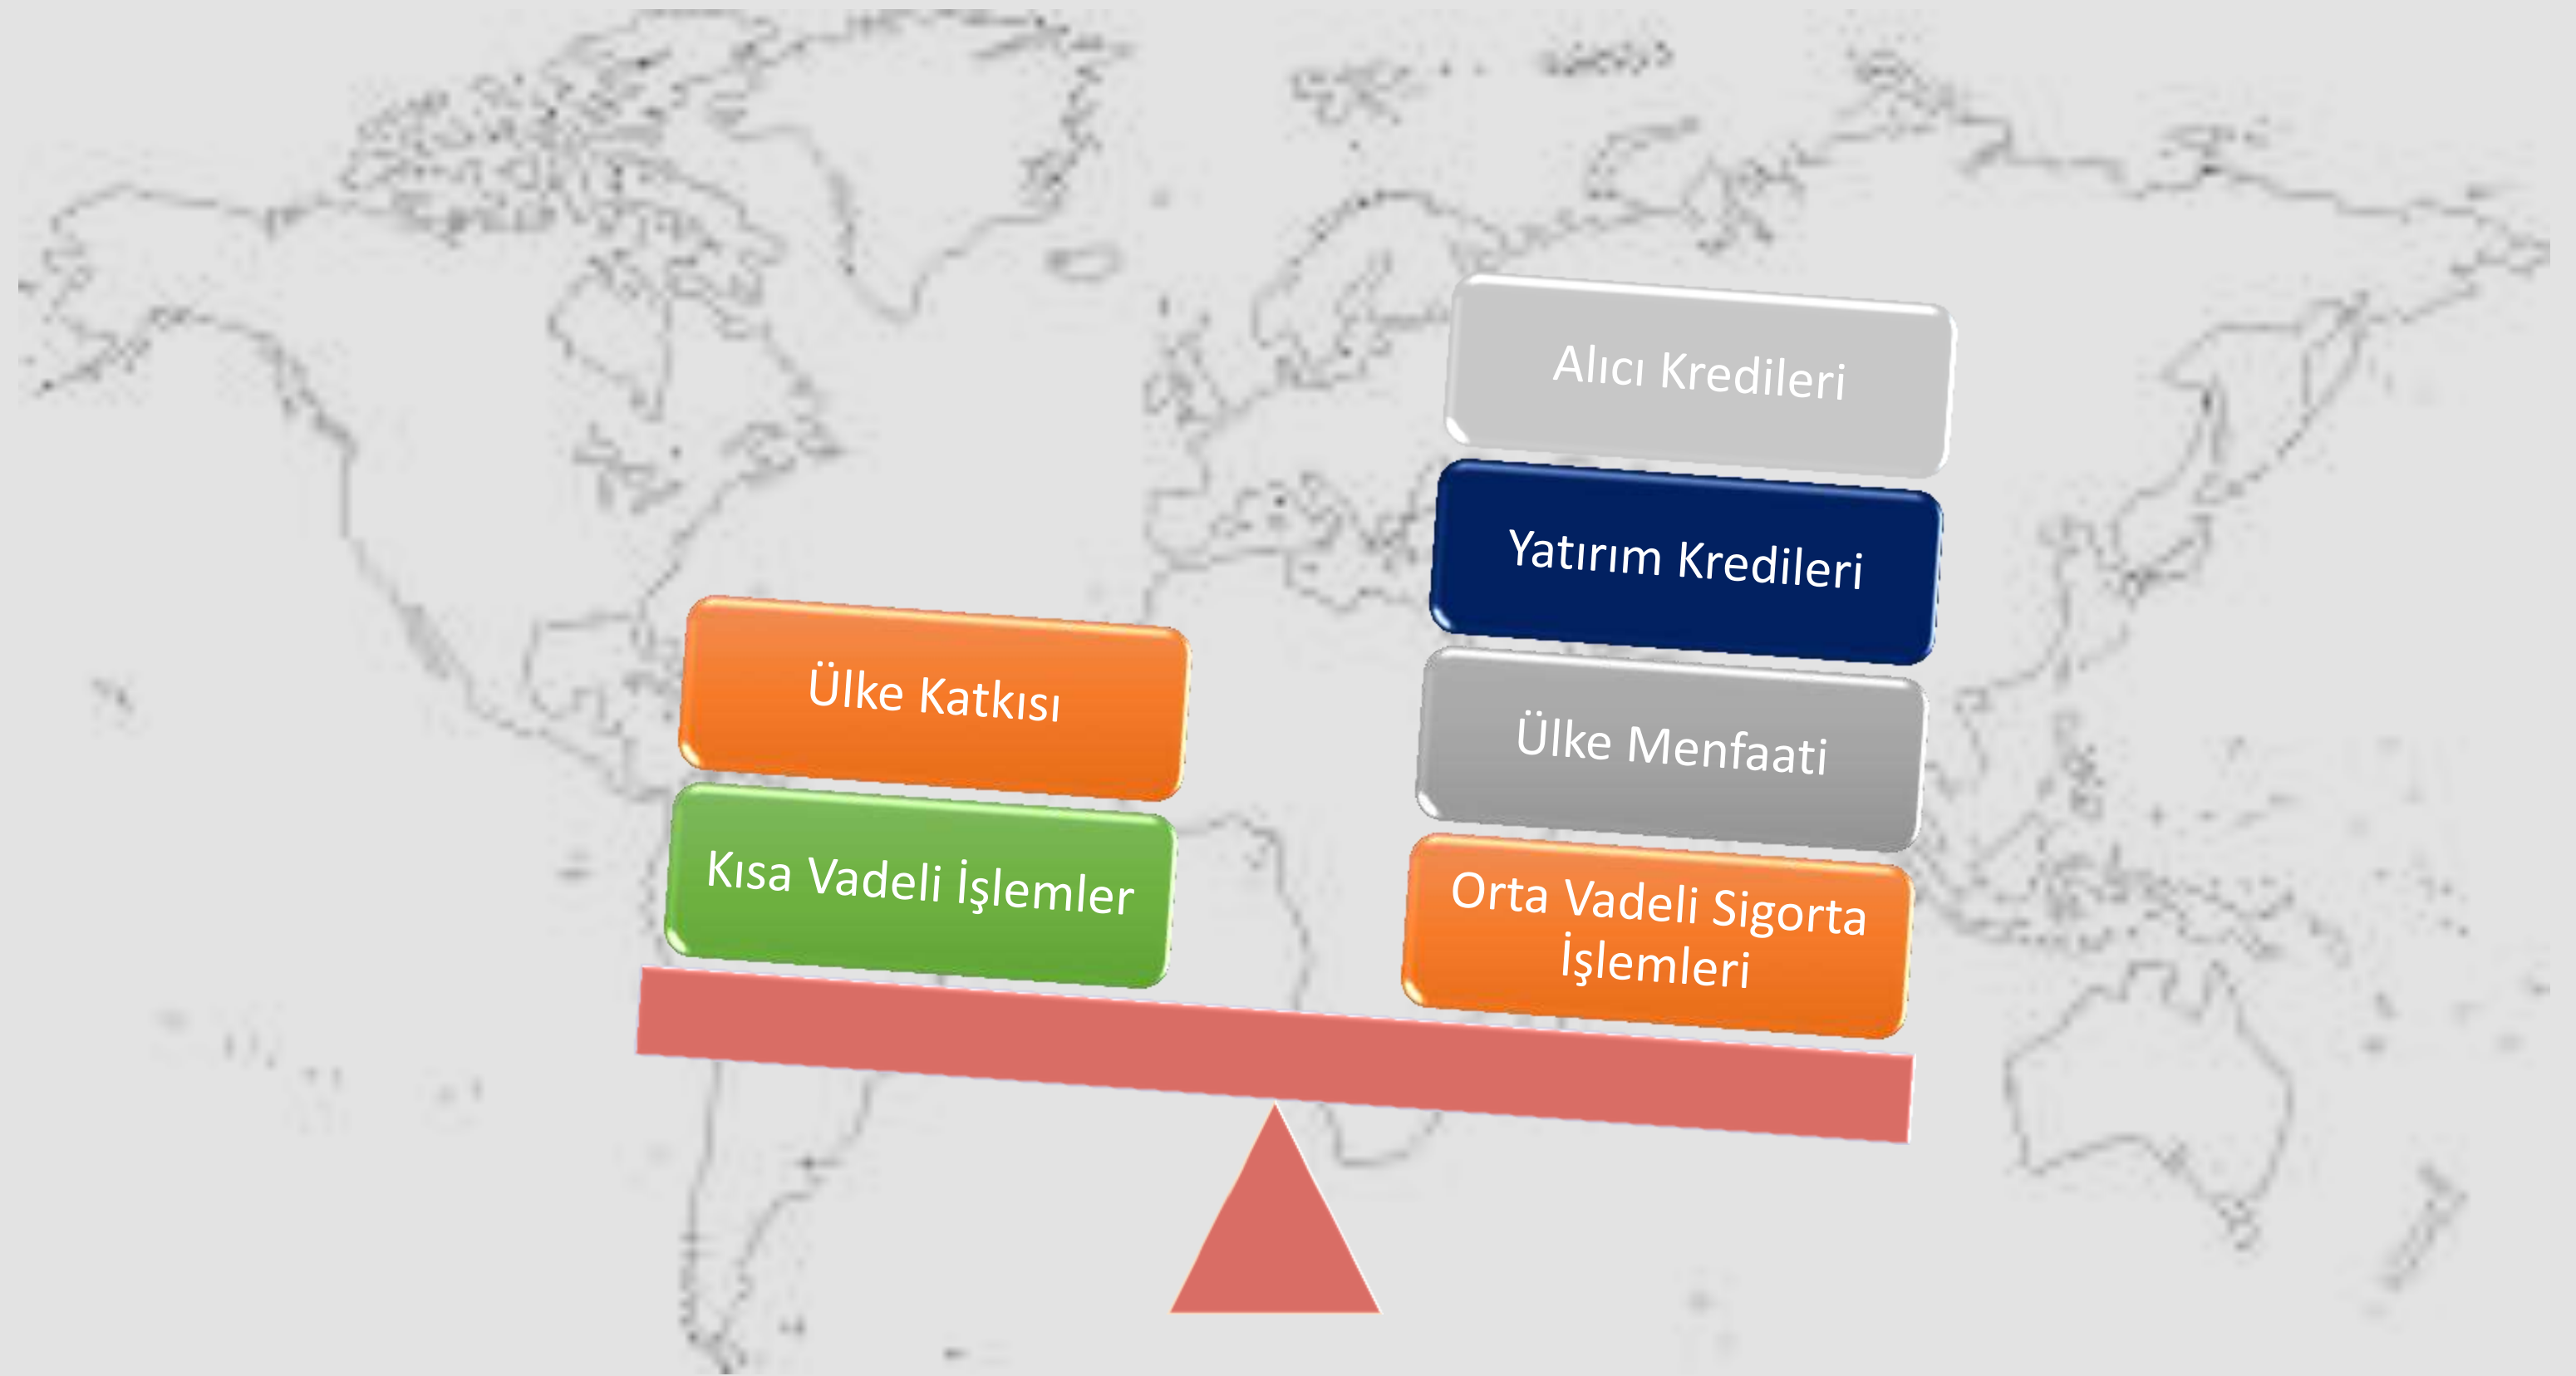 Ülke Katkısı
Kısa Vadeli İşlemler
Alıcı Kredileri
Yatırım Kredileri
Ülke Menfaati
Orta Vadeli Sigorta
İşlemleri